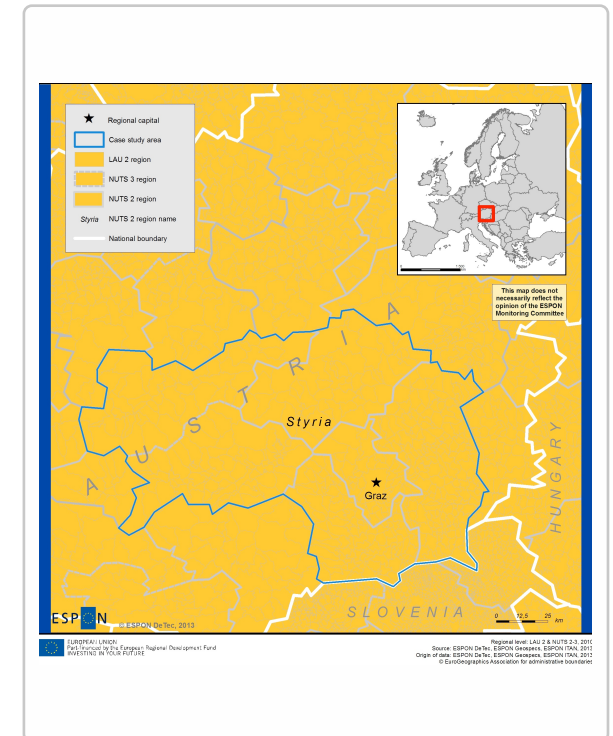 Regional capital
Case study area
LAU 2 region
NUTS 3 region
NUTS 2 region
Styria NUTS 2 region name
National boundary
This map does not
necessarily reflect the
opinion of the ESPON
Monitoring Committee
AUSTRIA
Styria
Graz
HUNGARY
SLOVENIA
ESPON © ESPON DeTec, 2013
0 12.5 25
km
EUROPEAN UNION
Part-financed by the European Regional Development Fund
INVESTING IN YOUR FUTURE
Regional level: LAU 2 & NUTS 2-3, 2010
Source: ESPON DeTec, ESPON Geospecs, ESPON ITAN, 2013
Origin of data: ESPON DeTec, ESPON Geospecs, ESPON ITAN, 2013
© EuroGeographics Association for administrative boundaries